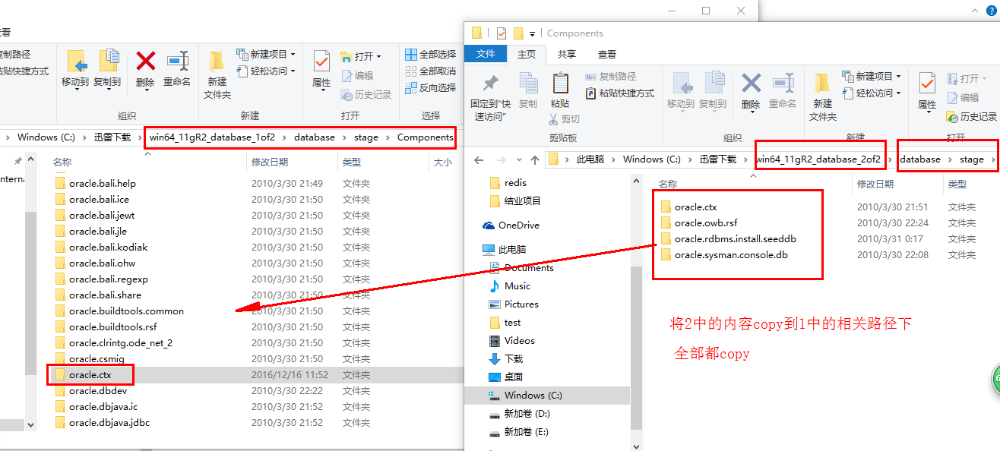 查看
复制路径
粘贴快捷方式
移动到
复制到
删除
重命名
组织
新建
文件夹
新建项目
轻松访问
新建
属性
打开
编辑
历史记录
打开
全部选择
全部取消
反向选择
选择
Windows (C:) 迅雷下载 win64_11gR2_database_1of2 database stage Components
名称 修改日期 类型 大小
oracle.bali.help 2010/3/30 21:49 文件夹
oracle.bali.ice 2010/3/30 21:50 文件夹
oracle.bali.jewt 2010/3/30 21:50 文件夹
oracle.bali.jle 2010/3/30 21:50 文件夹
oracle.bali.kodiak 2010/3/30 21:50 文件夹
oracle.bali.ohw 2010/3/30 21:50 文件夹
oracle.bali.regexp 2010/3/30 21:50 文件夹
oracle.bali.share 2010/3/30 21:50 文件夹
oracle.buildtools.common 2010/3/30 21:50 文件夹
oracle.buildtools.rsf 2010/3/30 21:50 文件夹
oracle.clrintg.ode_net_2 2010/3/30 21:50 文件夹
oracle.csmig 2010/3/30 21:50 文件夹
oracle.ctx 2016/12/16 11:52 文件夹
oracle.dbdev 2010/3/30 22:22 文件夹
oracle.dbjava.ic 2010/3/30 21:52 文件夹
oracle.dbjava.jdbc 2010/3/30 21:52 文件夹
Components
文件 主页 共享 查看
固定到“快
速访问”
复制
粘贴
复制路径
粘贴快捷方式
剪切
剪贴板
移动到
复制到
删除
重命名
组织
新建
文件夹
新建项目
轻松访问
新建
属性
打开
编辑
历史记录
打开
此电脑 Windows (C:) 迅雷下载 win64_11gR2_database_2of2 database stage
redis
结业项目
OneDrive
此电脑
Documents
Music
Pictures
test
Videos
下载
桌面
Windows (C:)
新加卷 (D:)
新加卷 (E:)
名称 修改日期 类型
oracle.ctx 2010/3/30 21:51 文件夹
oracle.owb.rsf 2010/3/30 22:24 文件夹
oracle.rdbms.install.seeddb 2010/3/31 0:17 文件夹
oracle.sysman.console.db 2010/3/30 22:08 文件夹
将2中的内容copy到1中的相关路径下
全部都copy